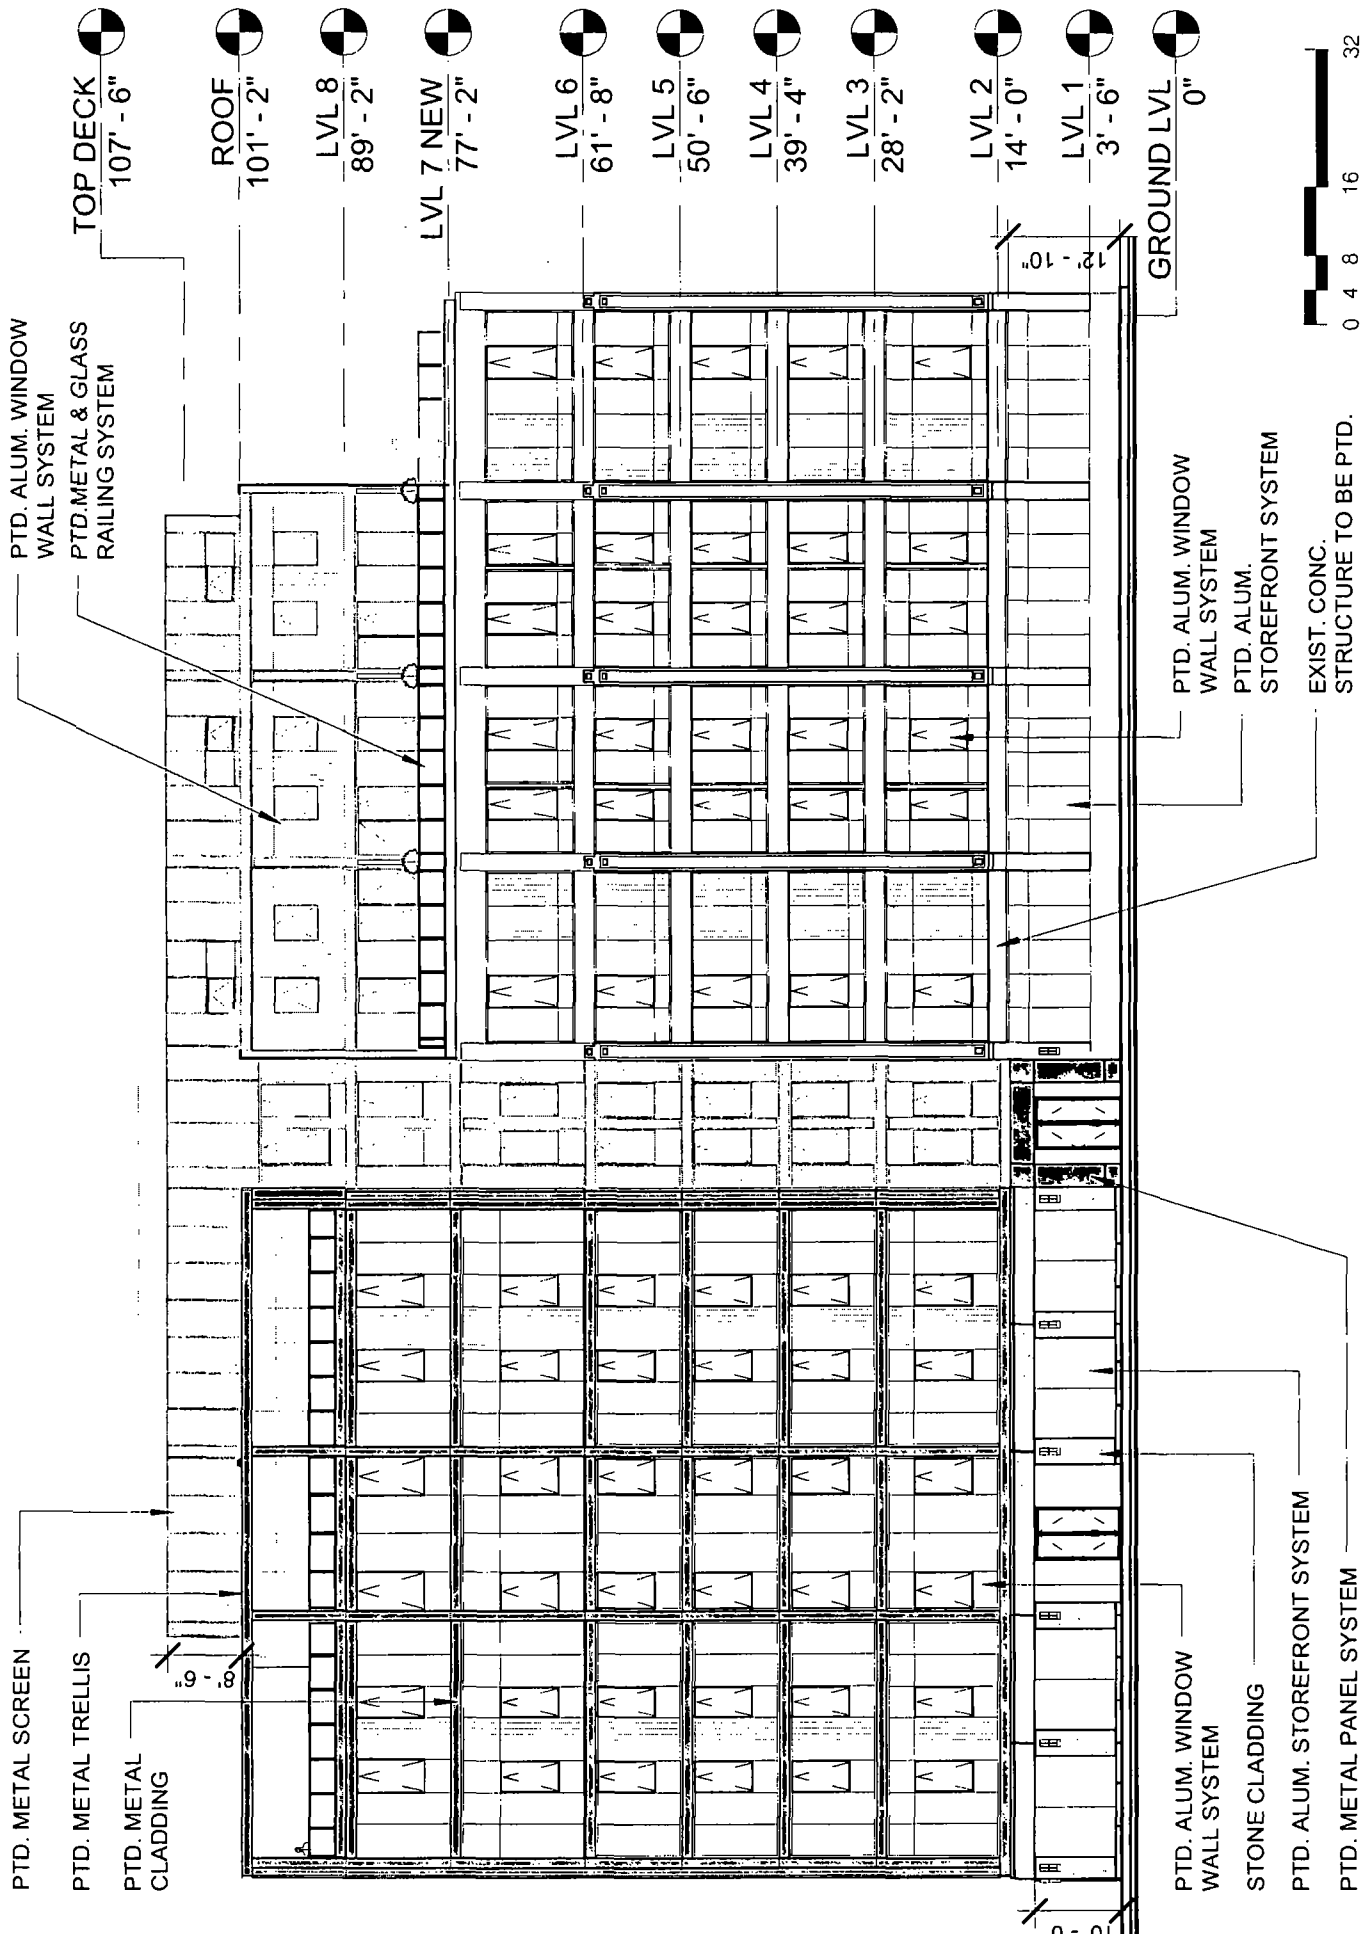 PTD. METAL SCREEN
PTD. METAL TRELLIS
PTD. METAL
CLADDING
8' - 6"
PTD. ALUM. WINDOW
WALL SYSTEM
PTD.METAL & GLASS
RAILING SYSTEM
TOP DECK
107' - 6"
ROOF
101' - 2"
LVL 8
89' - 2"
LVL 7 NEW
77' - 2"
LVL 6
61' - 8"
LVL 5
50' - 6"
LVL 4
39' - 4"
LVL 3
28' - 2"
LVL 2
14' - 0"
LVL 1
3' - 6"
GROUND LVL
0"
12' - 10"
PTD. ALUM. WINDOW
WALL SYSTEM
STONE CLADDING
PTD. ALUM. STOREFRONT SYSTEM
PTD. METAL PANEL SYSTEM
PTD. ALUM. WINDOW
WALL SYSTEM
PTD. ALUM.
STOREFRONT SYSTEM
EXIST. CONC.
STRUCTURE TO BE PTD.
0 4 8 16 32